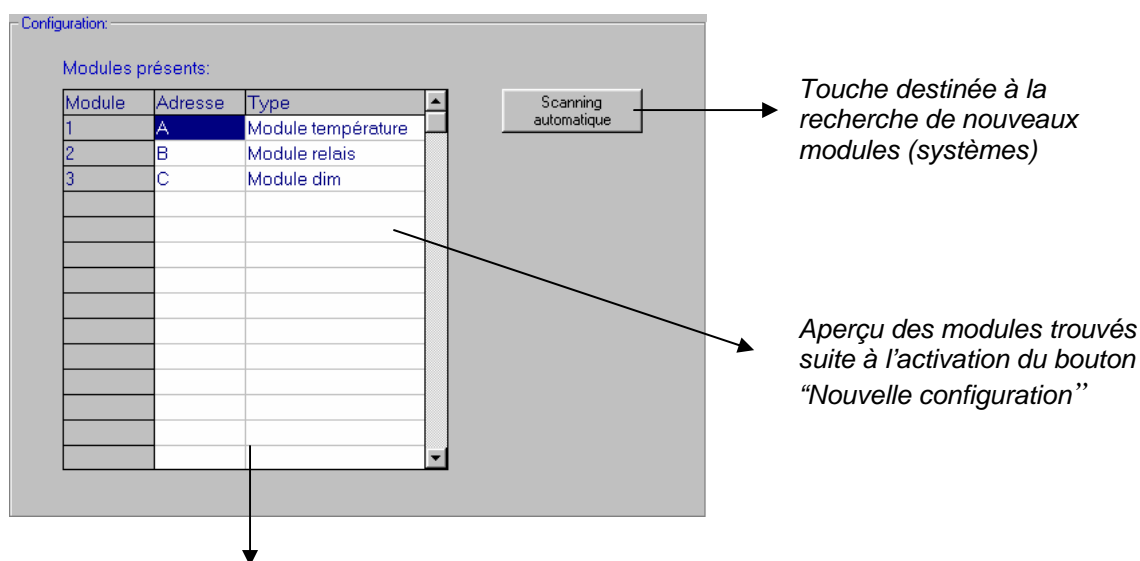 Configuration:
Modules présents:
Module Adresse Type
1 A Module température
2 B Module relais
3 C Module dim
Scanning
automatique
Touche destinée à la
recherche de nouveaux
modules (systèmes)
Aperçu des modules trouvés
suite à l’activation du bouton
“Nouvelle configuration”